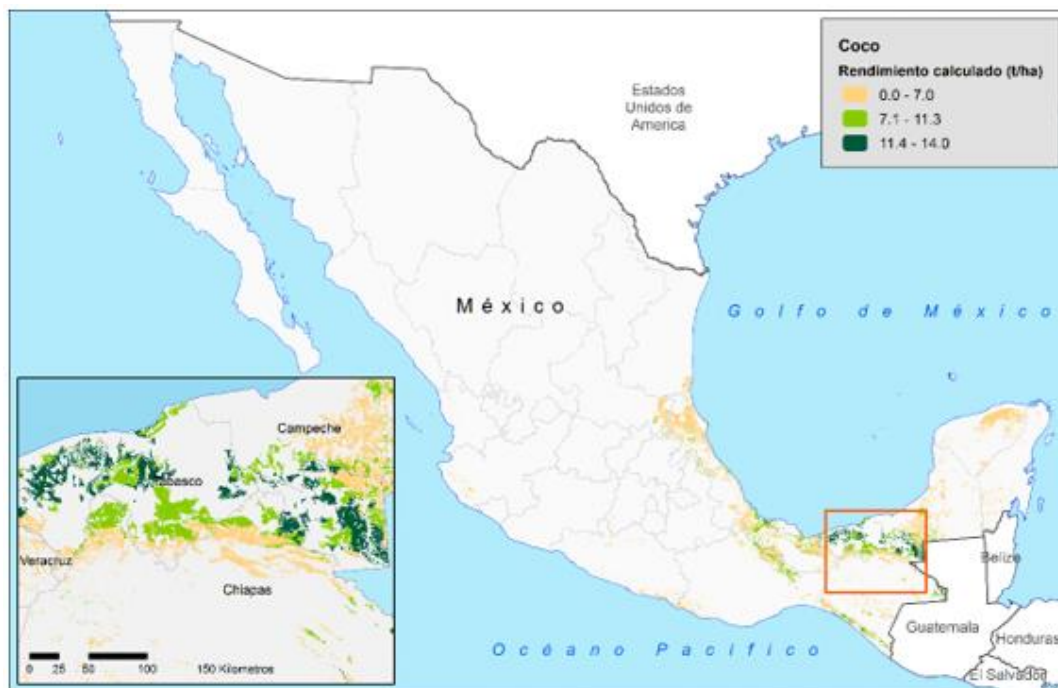 Coco
Rendimiento calculado (t/ha)
0.0 - 7.0
7.1 - 11.3
11.4 - 14.0
Estados
Unidos de
America
México
Golfo de México
Campeche
Tabasco
Veracruz
Chiapas
0 25 50 100 150 Kilometros
Belize
Guatemala
Honduras
El Salvador
Océano Pacífico